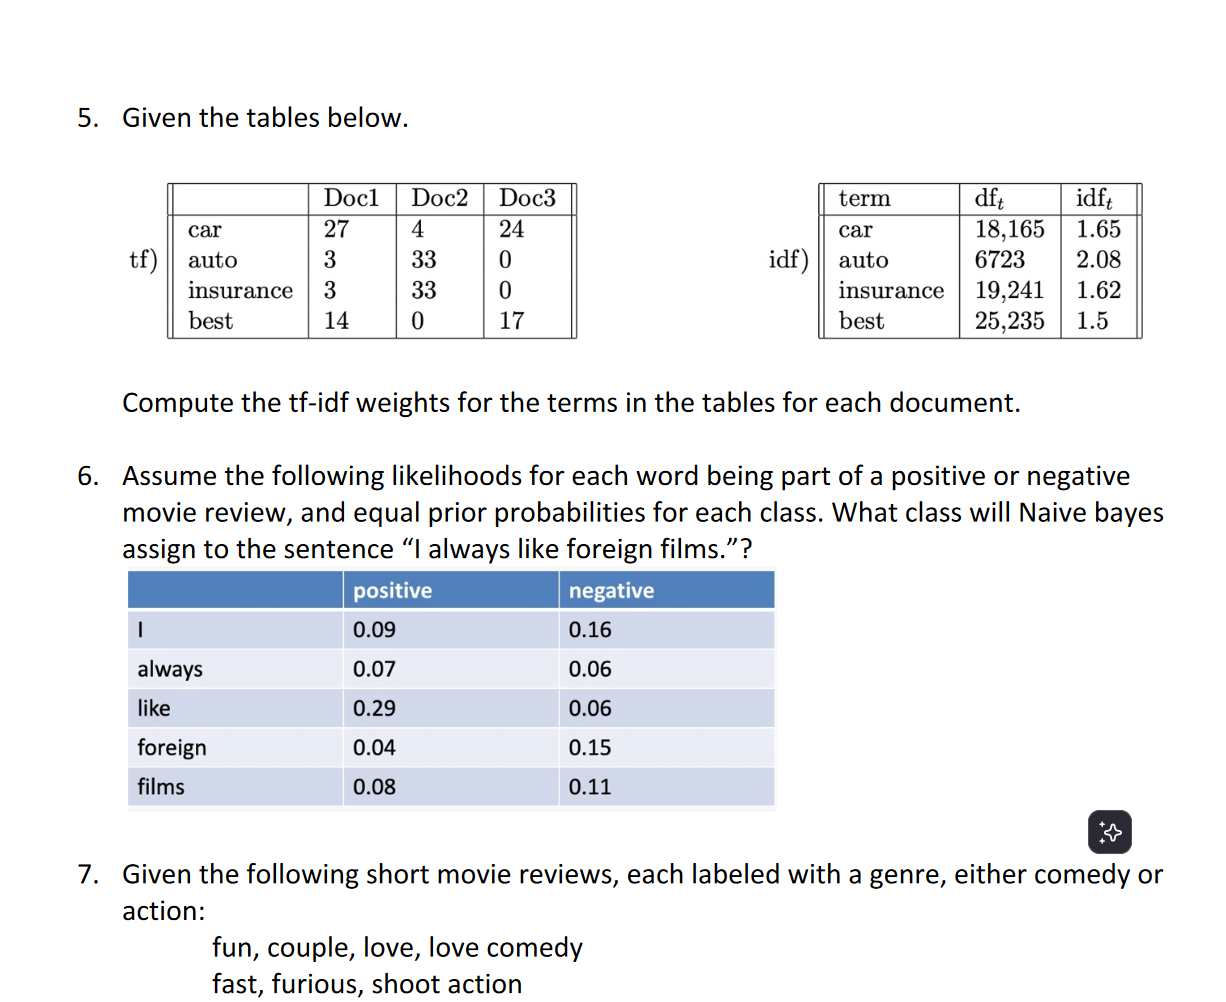 5. Given the tables below.
Doc1 Doc2 Doc3
car 27 4 24
tf) auto 3 33 0
insurance 3 33 0
best 14 0 17
term dfₜ idfₜ
car 18,165 1.65
idf) auto 6723 2.08
insurance 19,241 1.62
best 25,235 1.5
Compute the tf-idf weights for the terms in the tables for each document.
6. Assume the following likelihoods for each word being part of a positive or negative
movie review, and equal prior probabilities for each class. What class will Naive bayes
assign to the sentence “I always like foreign films.”?
positive negative
I 0.09 0.16
always 0.07 0.06
like 0.29 0.06
foreign 0.04 0.15
films 0.08 0.11
7. Given the following short movie reviews, each labeled with a genre, either comedy or
action:
fun, couple, love, love comedy
fast, furious, shoot action